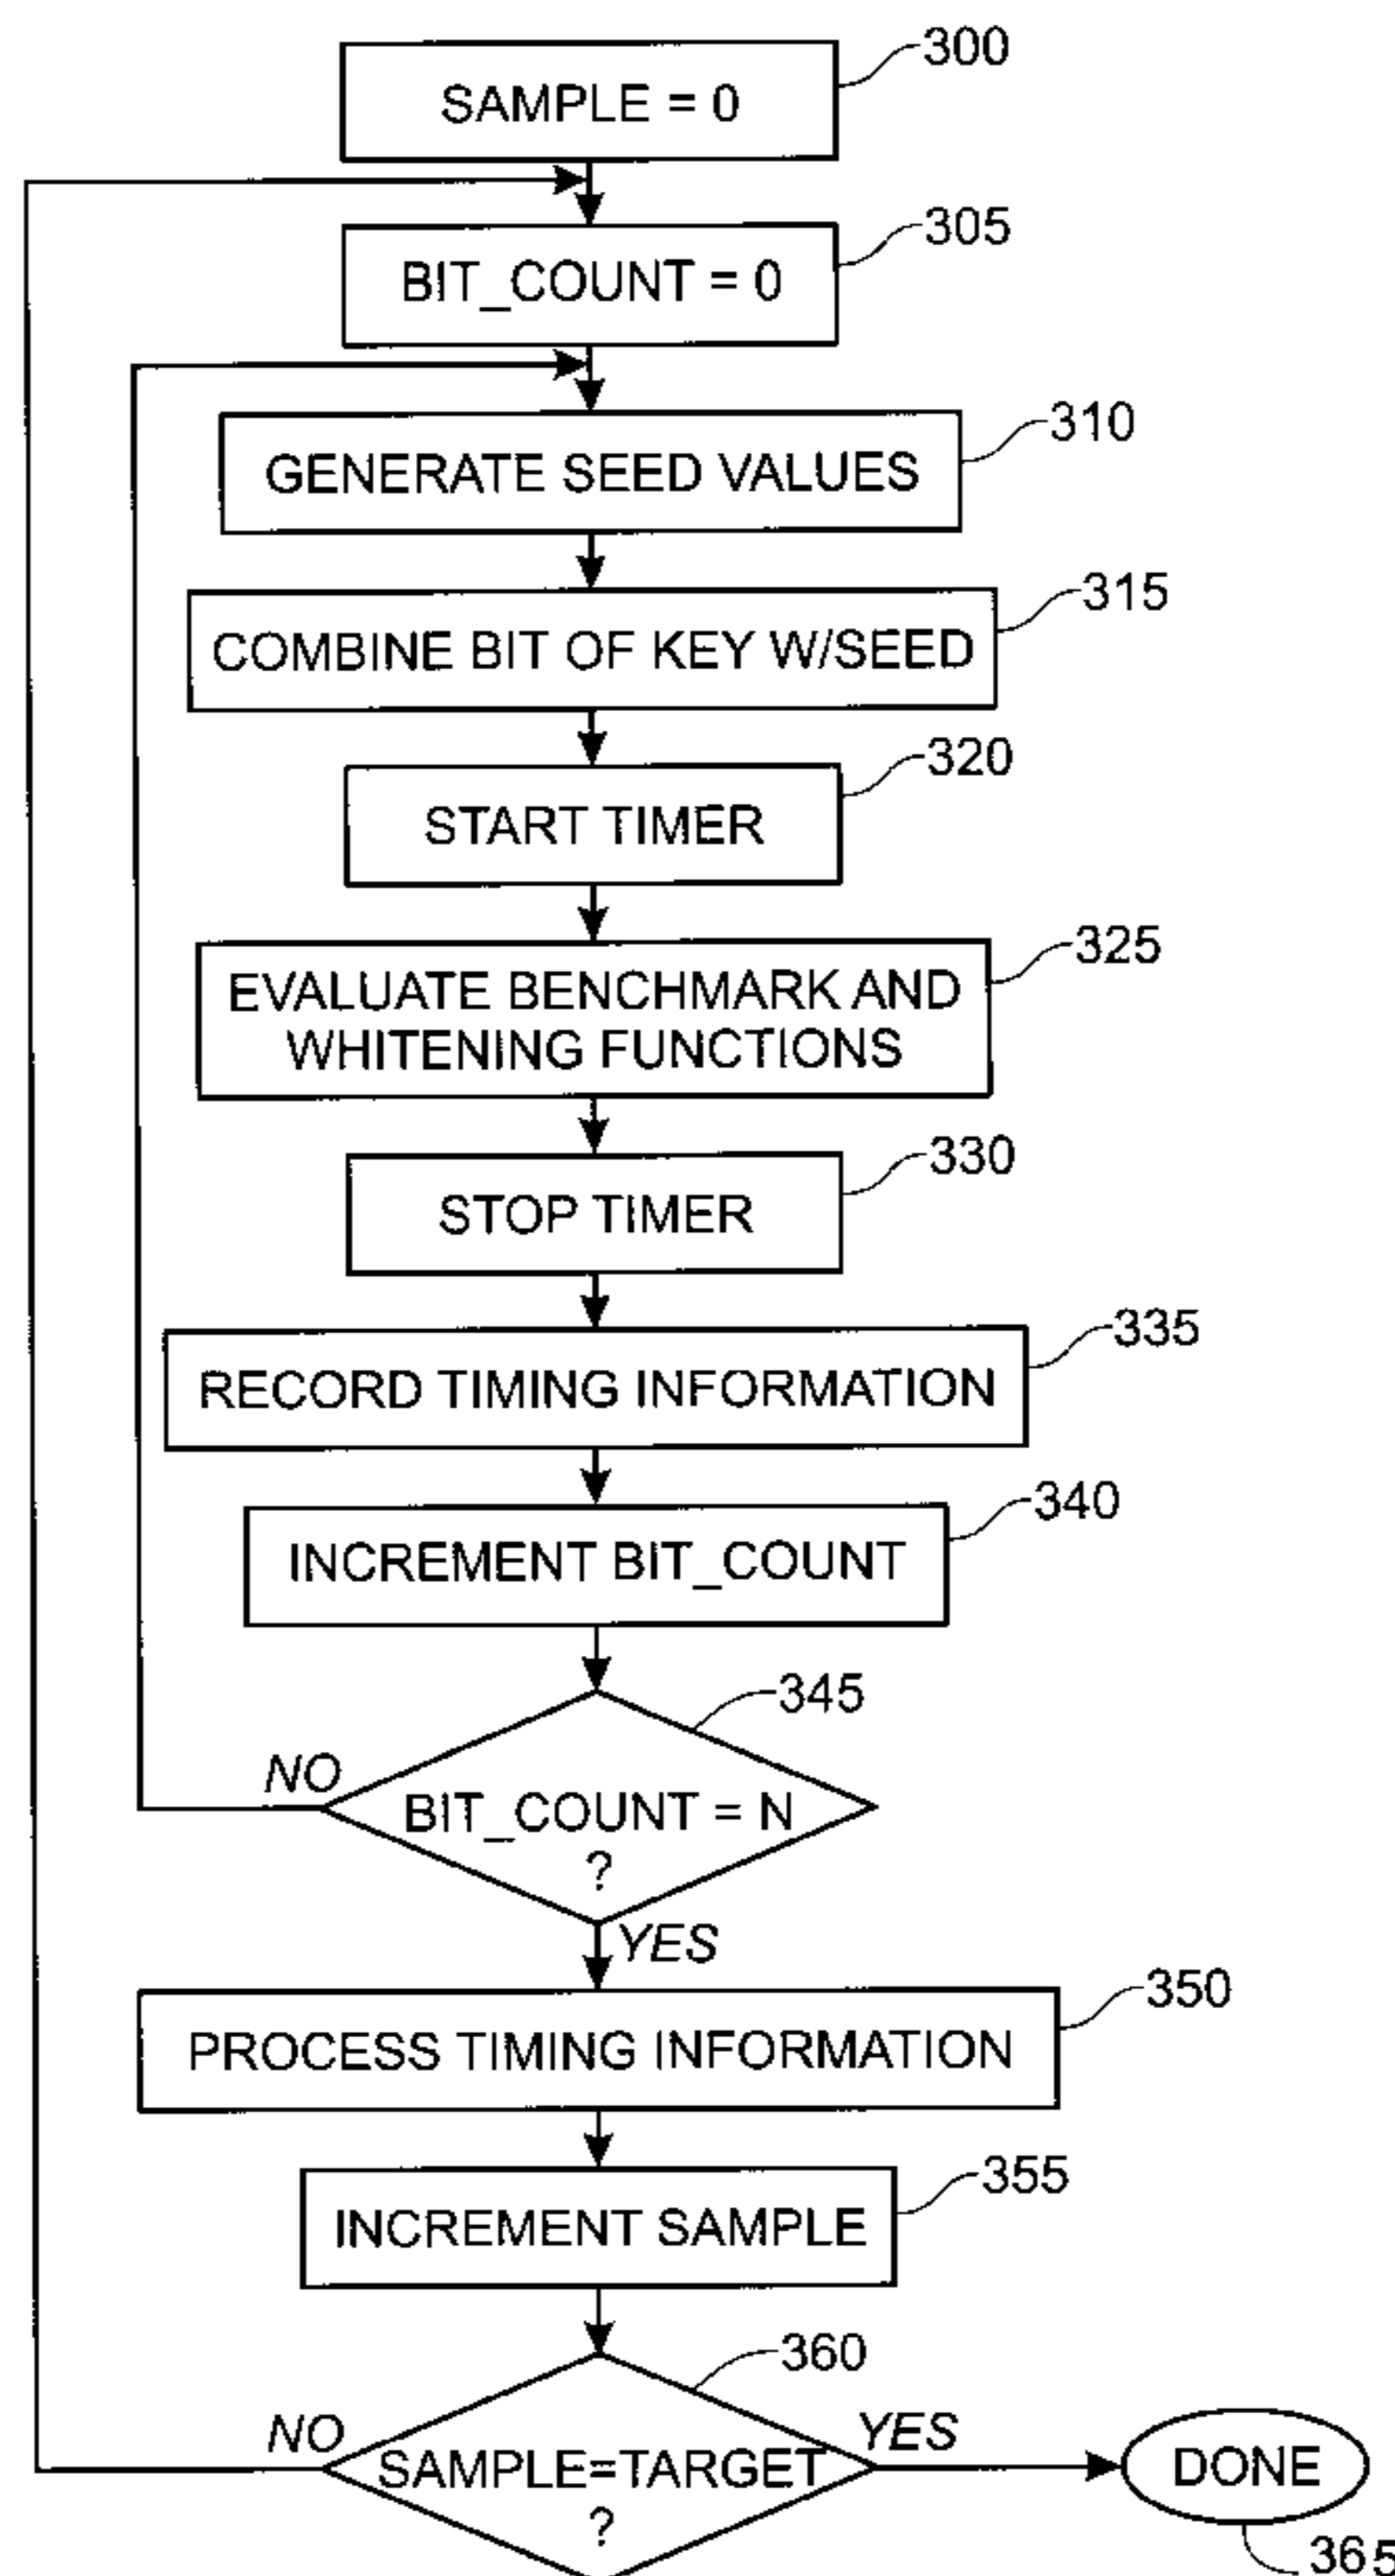 300
SAMPLE = 0
305
BIT_COUNT = 0
310
GENERATE SEED VALUES
315
COMBINE BIT OF KEY W/SEED
320
START TIMER
325
EVALUATE BENCHMARK AND
WHITENING FUNCTIONS
330
STOP TIMER
335
RECORD TIMING INFORMATION
340
INCREMENT BIT_COUNT
345
NO
BIT_COUNT = N
?
YES
350
PROCESS TIMING INFORMATION
355
INCREMENT SAMPLE
360
NO
YES
SAMPLE=TARGET
?
DONE
365